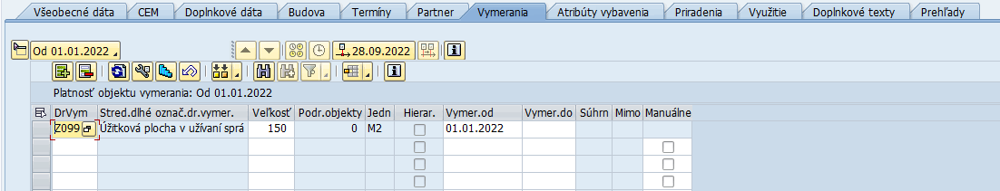 Všeobecné dáta CEM Doplnkové dáta Budova Termíny Partner Vymerania Atribúty vybavenia Priradenia Využitie Doplnkové texty Prehľady
Od 01.01.2022 28.09.2022
Platnosť objektu vymerania: Od 01.01.2022
DrVym Stred.dlhé označ.dr.vymer. Veľkosť Podr.objekty Jedn Hierar. Vymer.od Vymer.do Súhrn Mimo Manuálne
Z099 Úžitková plocha v užívaní sprá 150 0 M2 01.01.2022